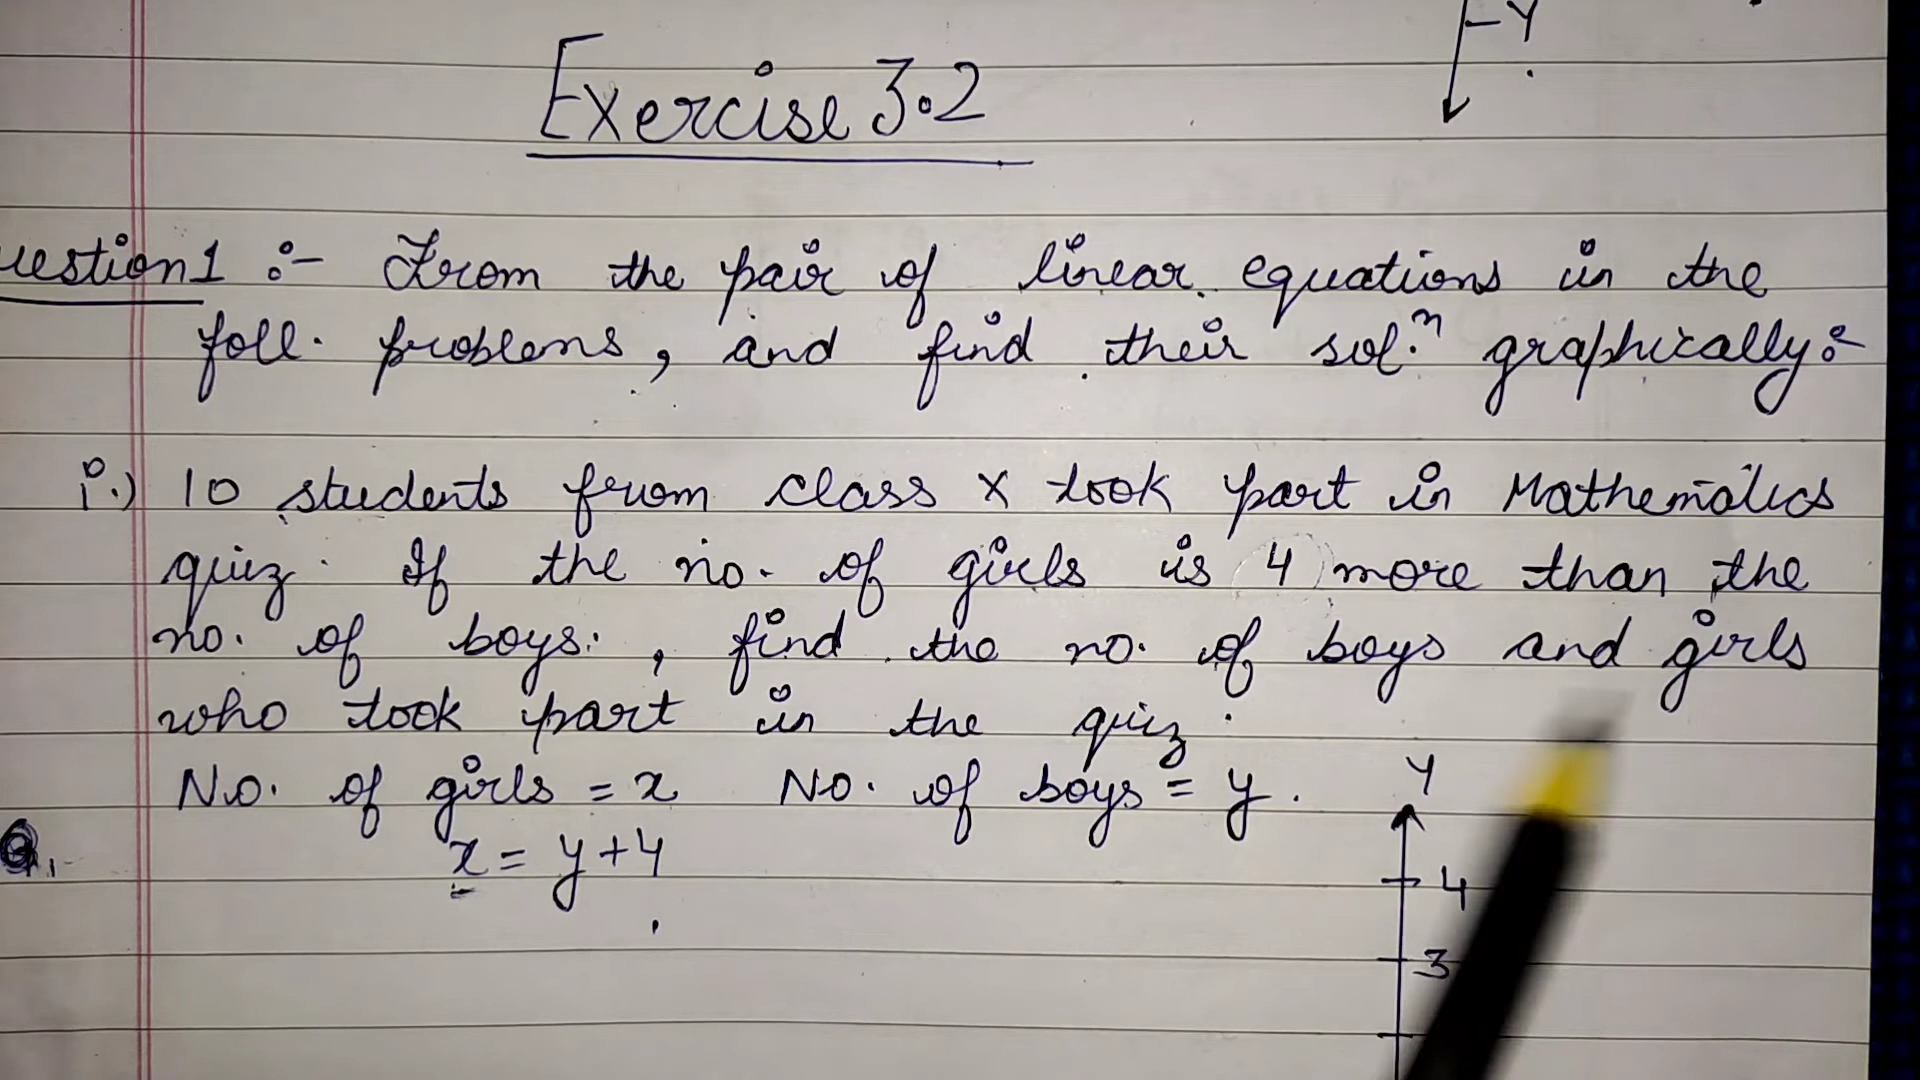 -Y
Exercise 3.2
uestion 1 :- From the pair of linear equations in the
foll. problems, and find their sol.n graphically:-
i.) 10 students from class X took part in Mathematics
quiz. If the no. of girls is 4 more than the
no. of boys. , find the no. of boys and girls
who took part in the quiz.
No. of girls = x No. of boys = y.
x = y+4
Y
4
3